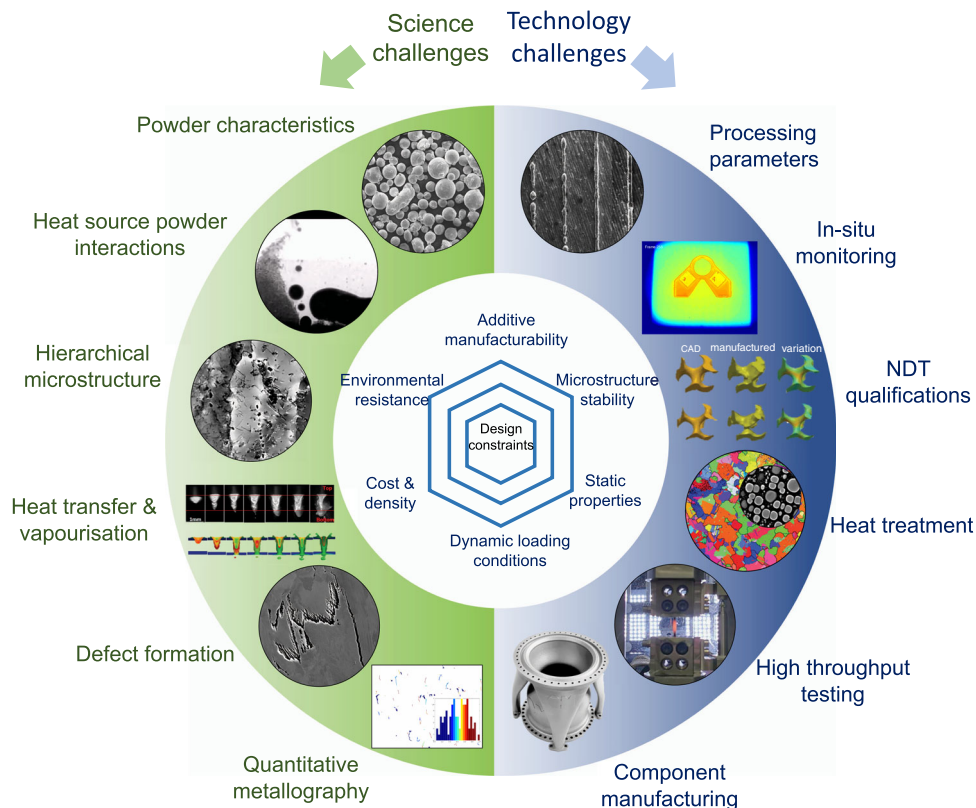 Science
challenges
Technology
challenges
Powder characteristics
Heat source powder
interactions
Hierarchical
microstructure
Heat transfer &
vapourisation
Defect formation
Quantitative
metallography
Processing
parameters
In-situ
monitoring
NDT
qualifications
Heat treatment
High throughput
testing
Component
manufacturing
CAD manufactured variation
Additive
manufacturability
Environmental
resistance
Microstructure
stability
Design
constraints
Cost &
density
Static
properties
Dynamic loading
conditions
Top
1mm